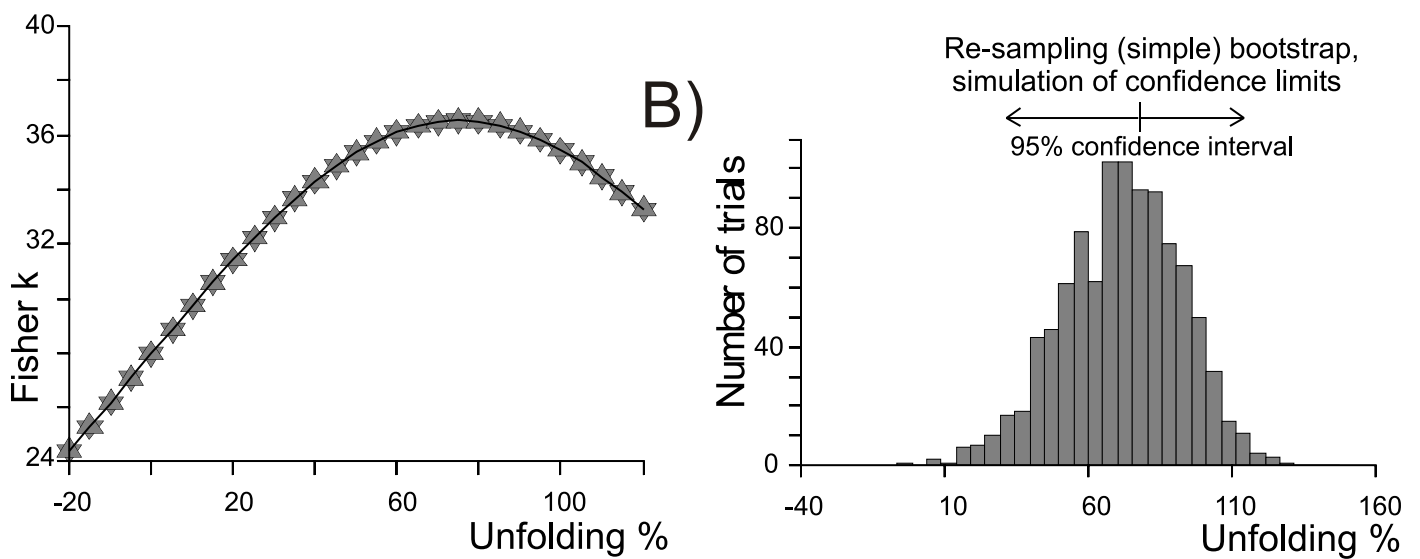 40
36
32
24
Fisher k
-20
20
60
100
Unfolding %
B)
Re-sampling (simple) bootstrap,
simulation of confidence limits
95% confidence interval
80
40
0
Number of trials
-40
10
60
110
160
Unfolding %